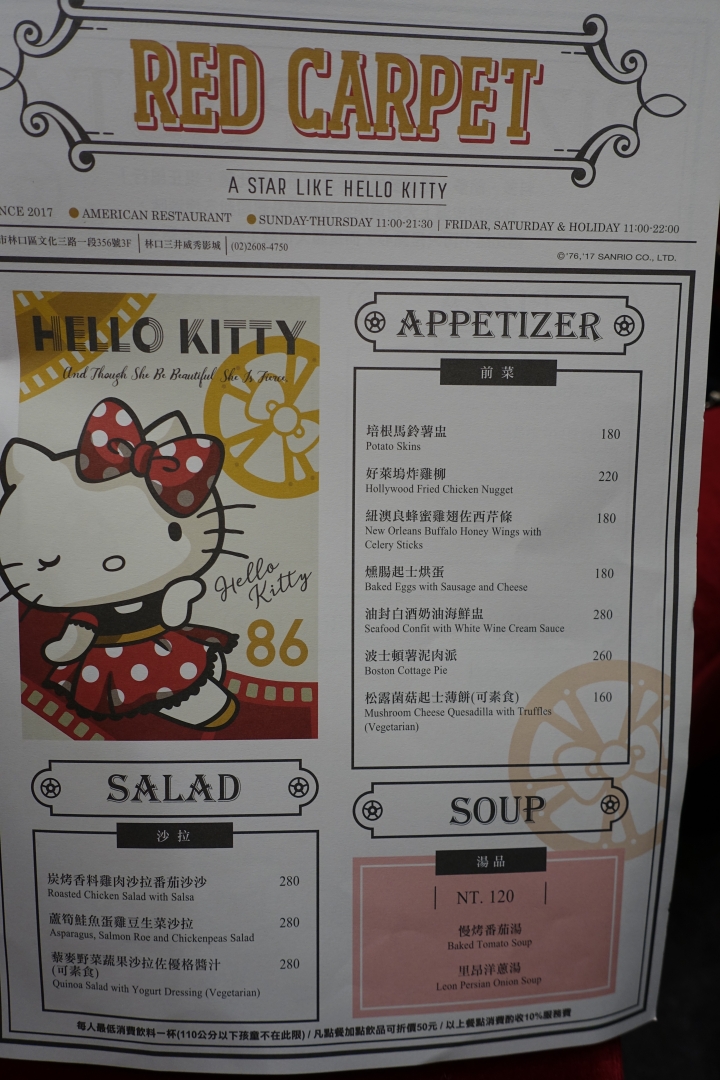 RED CARPET
A STAR LIKE HELLO KITTY
NCE 2017 ● AMERICAN RESTAURANT ● SUNDAY-THURSDAY 11:00-21:30 | FRIDAR, SATURDAY & HOLIDAY 11:00-22:00
市林口區文化三路一段356號3F | 林口三井威秀影城 | (02)2608-4750
©'76,'17 SANRIO CO., LTD.
HELLO KITTY
And Though She Be Beautiful She Is Fierce.
Hello
Kitty
86
APPETIZER
前菜
培根馬鈴薯盅 180
Potato Skins
好萊塢炸雞柳 220
Hollywood Fried Chicken Nugget
紐澳良蜂蜜雞翅佐西芹條 180
New Orleans Buffalo Honey Wings with
Celery Sticks
燻腸起士烘蛋 180
Baked Eggs with Sausage and Cheese
油封白酒奶油海鮮盅 280
Seafood Confit with White Wine Cream Sauce
波士頓薯泥肉派 260
Boston Cottage Pie
松露菌菇起士薄餅(可素食) 160
Mushroom Cheese Quesadilla with Truffles
(Vegetarian)
SALAD
沙拉
炭烤香料雞肉沙拉番茄沙沙 280
Roasted Chicken Salad with Salsa
蘆筍鮭魚蛋雞豆生菜沙拉 280
Asparagus, Salmon Roe and Chickenpeas Salad
藜麥野菜蔬果沙拉佐優格醬汁 280
(可素食)
Quinoa Salad with Yogurt Dressing (Vegetarian)
SOUP
湯品
NT. 120
慢烤番茄湯
Baked Tomato Soup
里昂洋蔥湯
Leon Persian Onion Soup
每人最低消費飲料一杯(110公分以下孩童不在此限) / 凡點餐加點飲品可折價50元 / 以上餐點消費酌收10%服務費